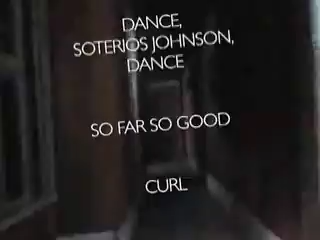 DANCE,
SOTERIOS JOHNSON,
DANCE
SO FAR SO GOOD
CURL